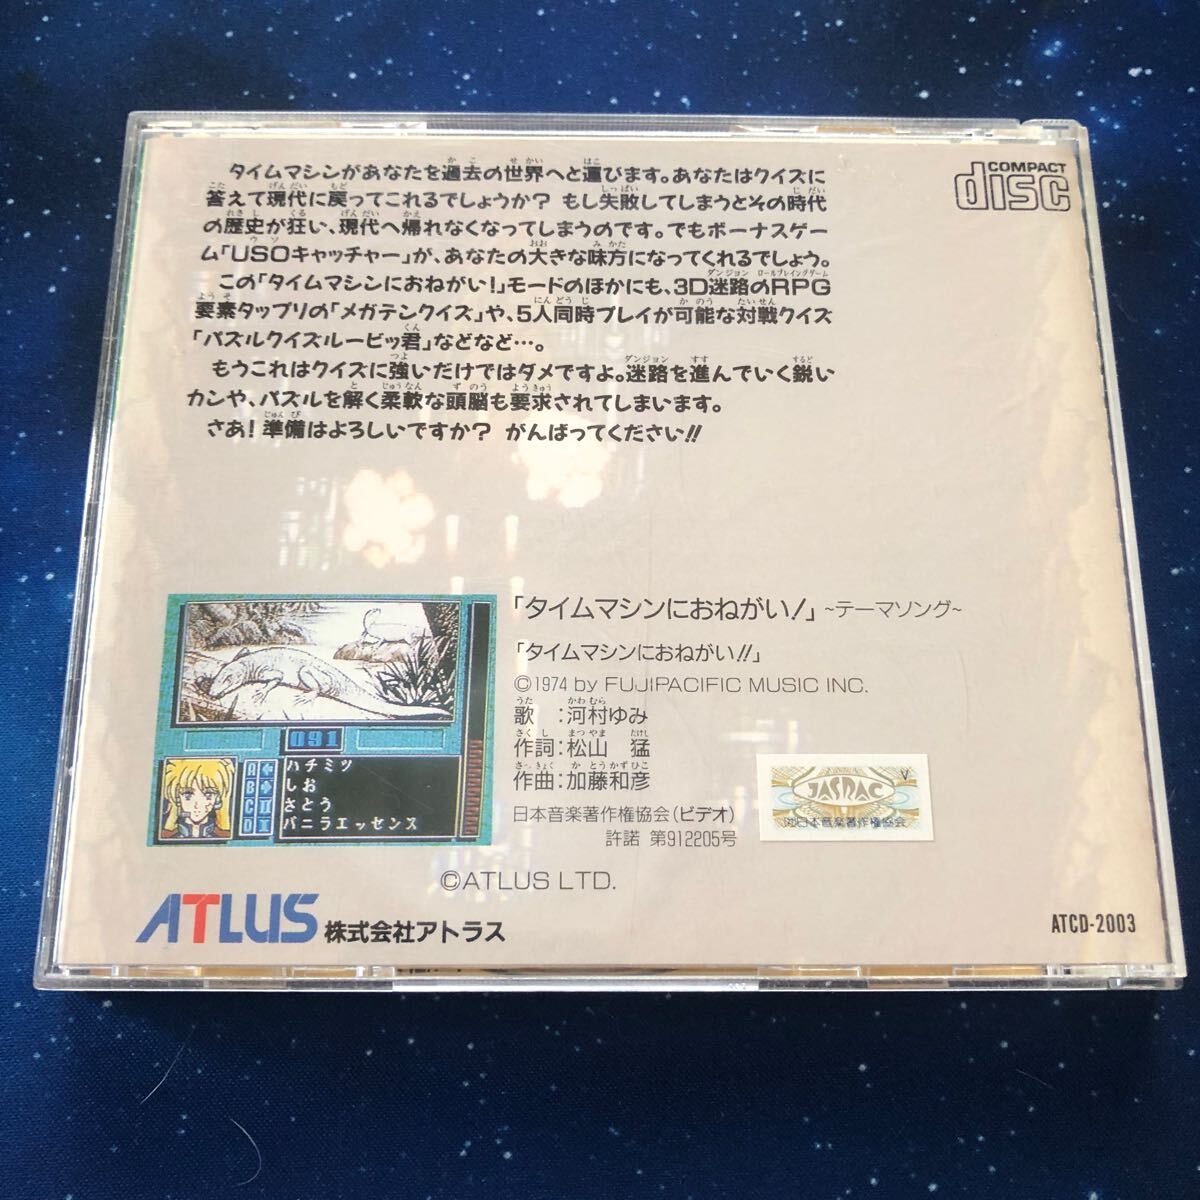 タイムマシンがあなたを過去の世界へと運びます。あなたはクイズに
答えて現代に戻ってこれるでしょうか? もし失敗してしまうとその時代
の歴史が狂い、現代へ帰れなくなってしまうのです。でもボーナスゲー
ム「USOキャッチャー」が、あなたの大きな味方になってくれるでしょう。
この「タイムマシンにおねがい!」モードのほかにも、3D迷路のRPG
要素タップリの「メガテンクイズ」や、5人同時プレイが可能な対戦クイズ
「パズルクイズルービッ君」などなど…。
もうこれはクイズに強いだけではダメですよ。迷路を進んでいく鋭い
カンや、パズルを解く柔軟な頭脳も要求されてしまいます。
さあ!準備はよろしいですか? がんばってください!!
COMPACT
disc
「タイムマシンにおねがい!」~テーマソング~
「タイムマシンにおねがい!!」
©1974 by FUJIPACIFIC MUSIC INC.
歌 :河村ゆみ
作詞:松山 猛
作曲:加藤和彦
日本音楽著作権協会(ビデオ)
許諾 第912205号
V
JASRAC
㈳日本音楽著作権協会
091
A ハチミツ
B しお
C さとう
D バニラエッセンス
©ATLUS LTD.
ATLUS 株式会社アトラス
ATCD-2003